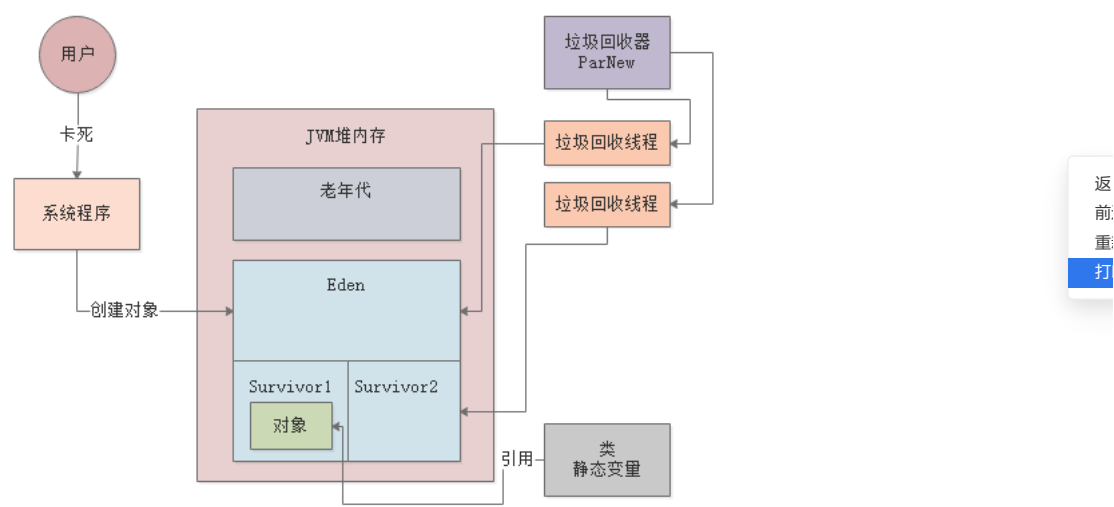 用户
卡死
系统程序
创建对象
JVM堆内存
老年代
Eden
Survivor1
Survivor2
对象
垃圾回收器
ParNew
垃圾回收线程
垃圾回收线程
引用
类
静态变量
返
前
重
打